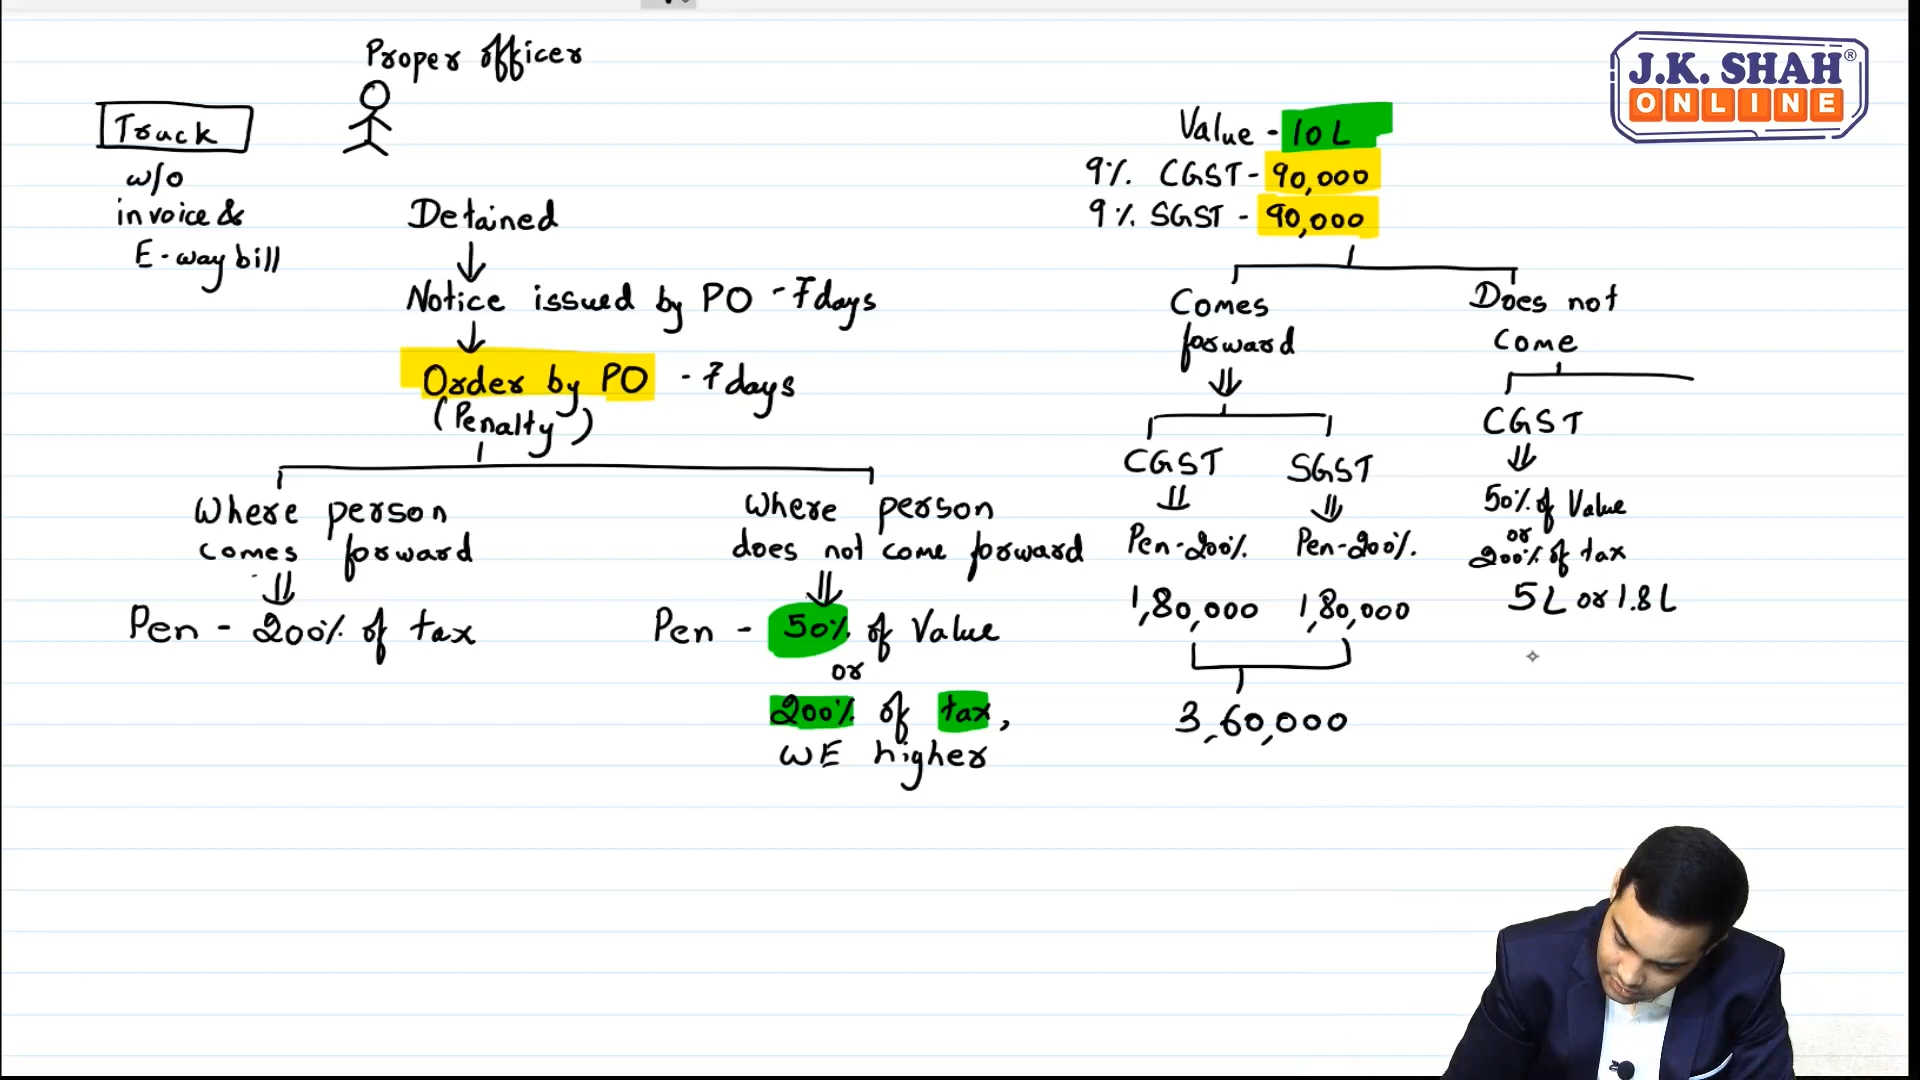 Proper officer
Truck
w/o
invoice &
E-way bill
Detained
Notice issued by PO - 7 days
Order by PO - 7 days
(Penalty)
Where person
comes forward
Pen - 200% of tax
Where person
does not come forward
Pen - 50% of Value
or
200% of tax,
WE higher
Value - 10 L
9% CGST - 90,000
9% SGST - 90,000
Comes
forward
CGST
Pen-200%
1,80,000
SGST
Pen-200%.
1,80,000
3,60,000
Does not
Come
CGST
50% of Value
or
200% of tax
5L or 1.8L
J.K. SHAH®
ONLINE